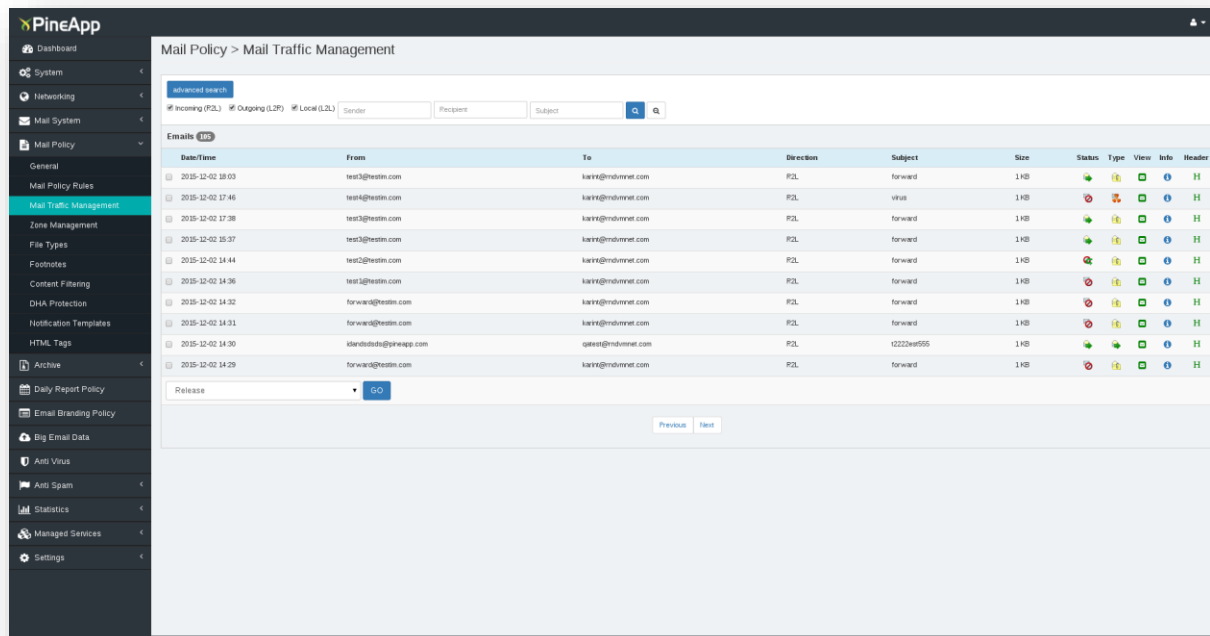 PineApp
Dashboard
System
Networking
Mail System
Mail Policy
General
Mail Policy Rules
Mail Traffic Management
Zone Management
File Types
Footnotes
Content Filtering
DHA Protection
Notification Templates
HTML Tags
Archive
Daily Report Policy
Email Branding Policy
Big Email Data
Anti Virus
Anti Spam
Statistics
Managed Services
Settings
Mail Policy > Mail Traffic Management
advanced search
Incoming (R2L) Outgoing (L2R) Local (L2L) Sender Recipient Subject
Emails 185
Date/Time From To Direction Subject Size Status Type View Info Header
2015-12-02 18:03 test3@testim.com karint@rndvmnet.com R2L forward 1 KB H
2015-12-02 17:46 test4@testim.com karint@rndvmnet.com R2L virus 1 KB H
2015-12-02 17:38 test3@testim.com karint@rndvmnet.com R2L forward 1 KB H
2015-12-02 15:37 test3@testim.com karint@rndvmnet.com R2L forward 1 KB H
2015-12-02 14:44 test2@testim.com karint@rndvmnet.com R2L forward 1 KB H
2015-12-02 14:36 test1@testim.com karint@rndvmnet.com R2L forward 1 KB H
2015-12-02 14:32 forward@testim.com karint@rndvmnet.com R2L forward 1 KB H
2015-12-02 14:31 forward@testim.com karint@rndvmnet.com R2L forward 1 KB H
2015-12-02 14:30 idandsdsds@pineapp.com qatest@rndvmnet.com R2L t2222est555 1 KB H
2015-12-02 14:29 forward@testim.com karint@rndvmnet.com R2L forward 1 KB H
Release GO
Previous Next